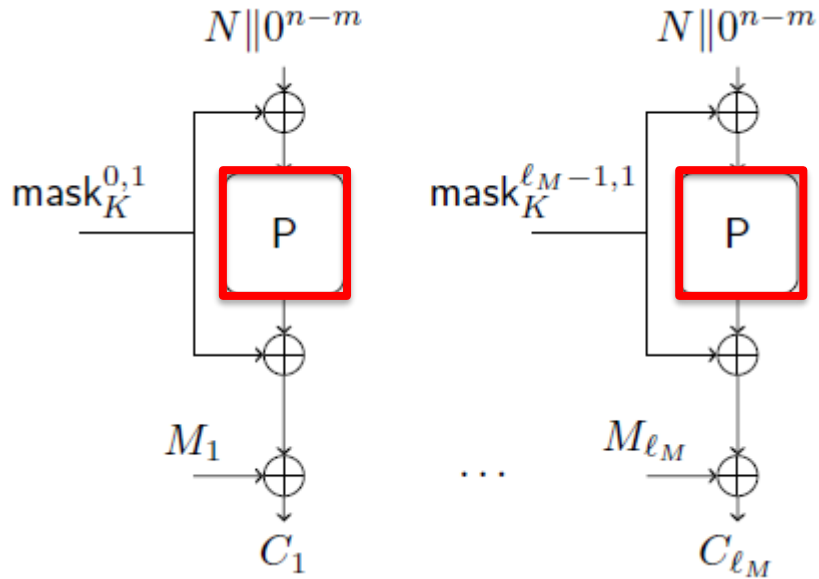 N‖0^{n−m} N‖0^{n−m}
mask_K^{0,1} mask_K^{ℓ_M−1,1}
P P
M_1 ... M_{ℓ_M}
C_1 C_{ℓ_M}